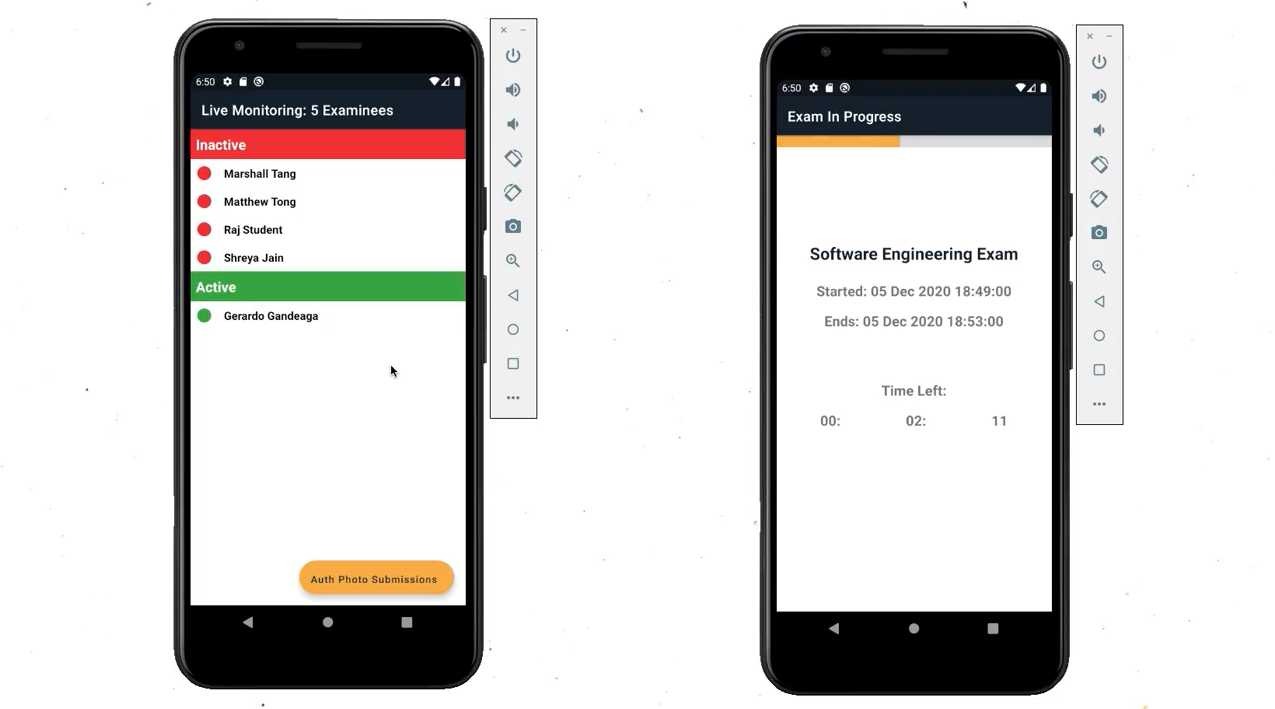 6:50
Live Monitoring: 5 Examinees
Inactive
Marshall Tang
Matthew Tong
Raj Student
Shreya Jain
Active
Gerardo Gandeaga
Auth Photo Submissions
6:50
Exam In Progress
Software Engineering Exam
Started: 05 Dec 2020 18:49:00
Ends: 05 Dec 2020 18:53:00
Time Left:
00: 02: 11